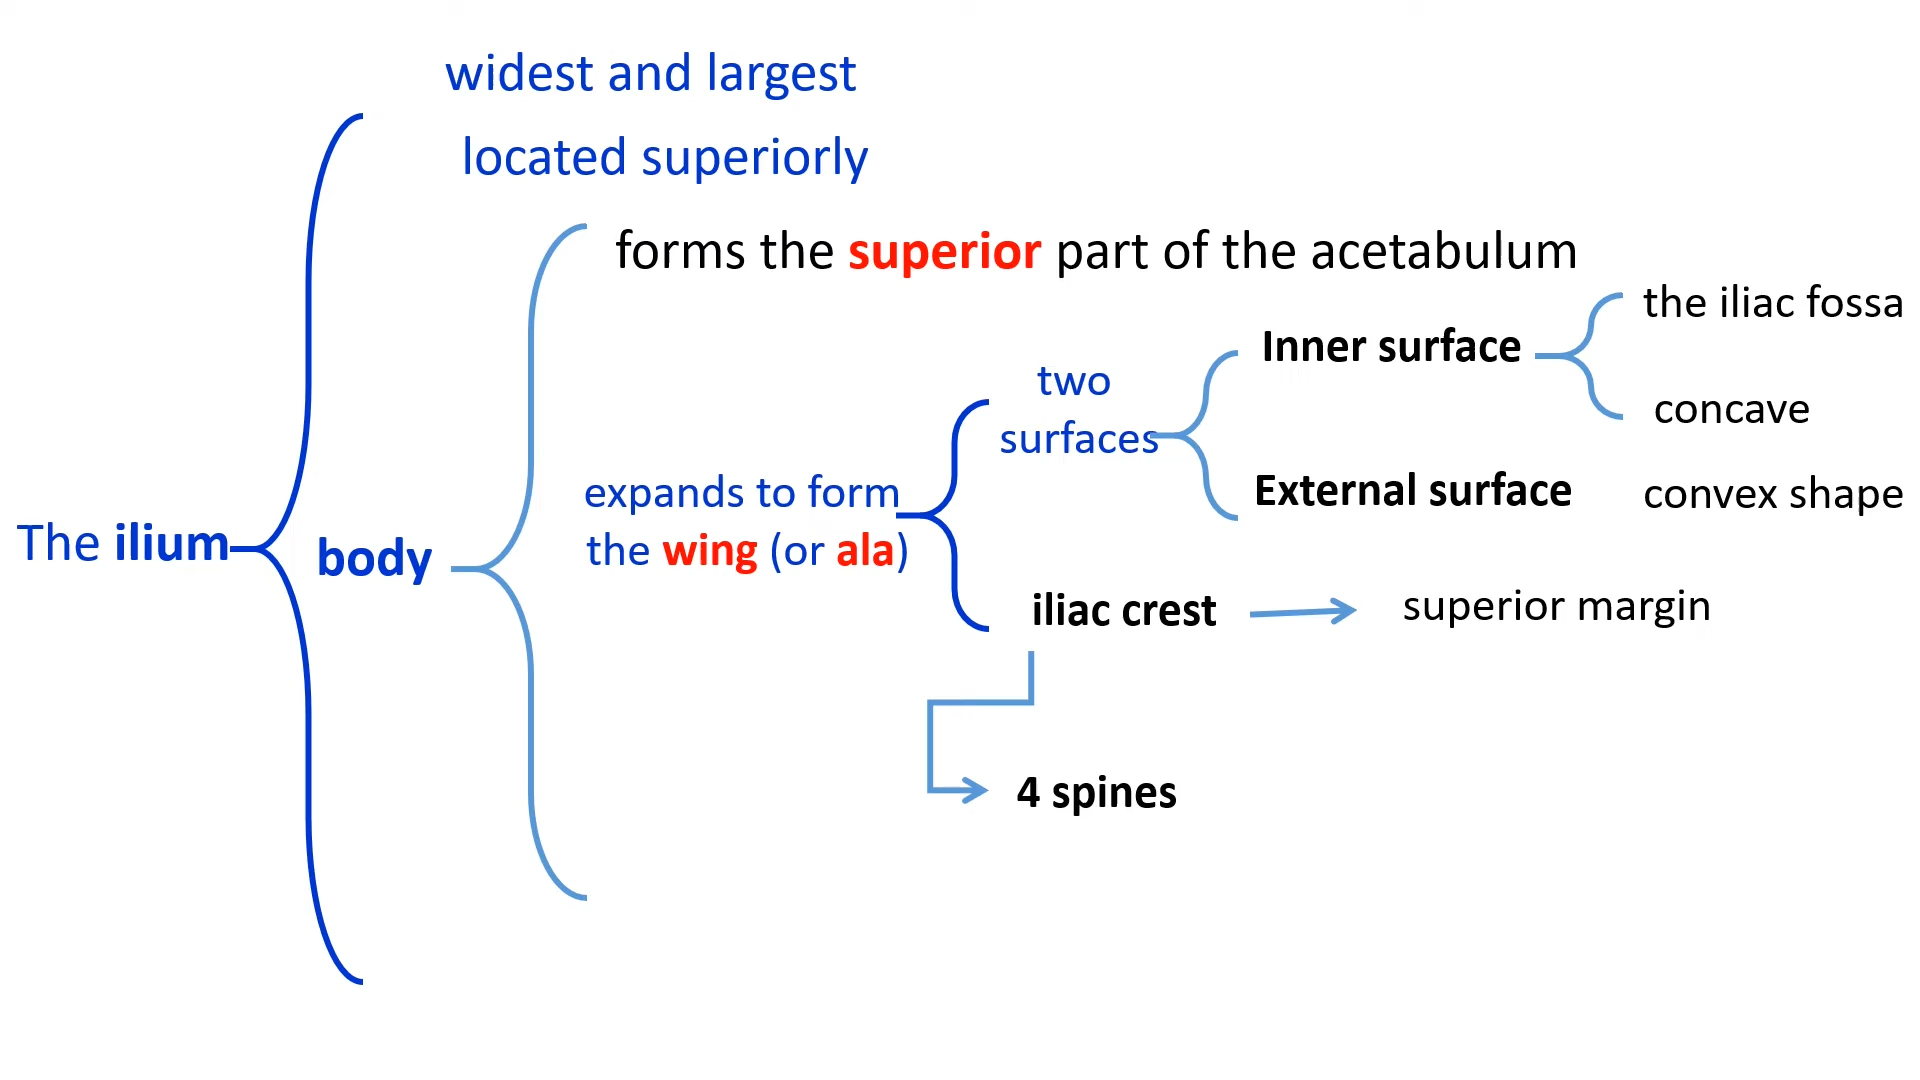 widest and largest
located superiorly
forms the superior part of the acetabulum
the iliac fossa
Inner surface
two
surfaces
concave
External surface
convex shape
expands to form
the wing (or ala)
The ilium
body
iliac crest
superior margin
4 spines